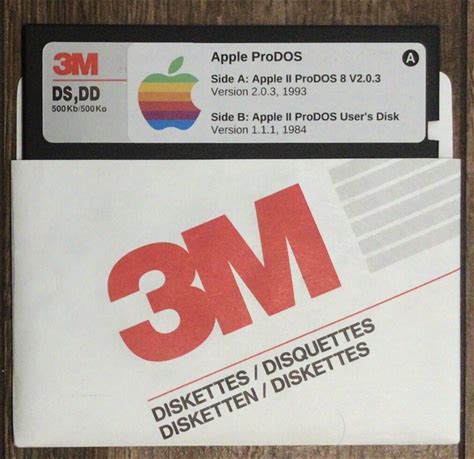 3M
DS,DD
500Kb/500Ko
Apple ProDOS
Side A: Apple II ProDOS 8 V2.0.3
Version 2.0.3, 1993
Side B: Apple II ProDOS User's Disk
Version 1.1.1, 1984
A
3M
DISKETTES / DISQUETTES
DISKETTEN / DISKETTES